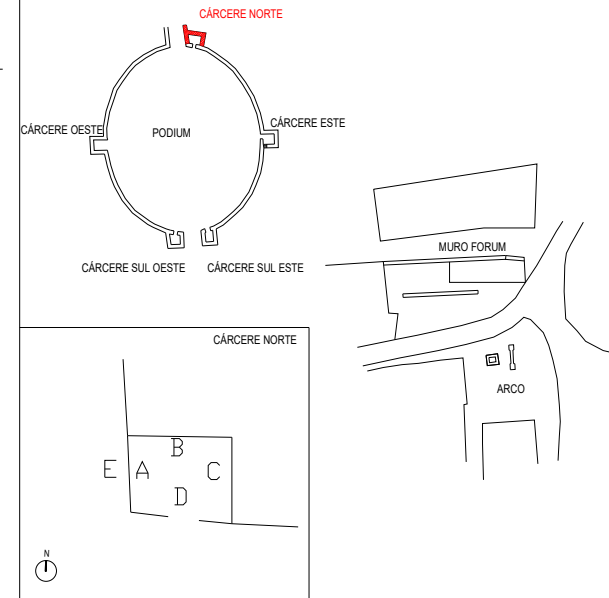 CÁRCERE NORTE
CÁRCERE OESTE
PODIUM
CÁRCERE ESTE
CÁRCERE SUL OESTE
CÁRCERE SUL ESTE
MURO FORUM
ARCO
CÁRCERE NORTE
B
E A C
D
N